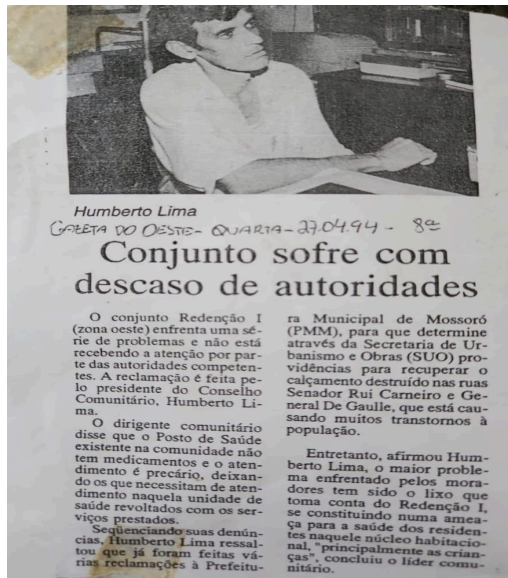 Humberto Lima
GAZETA DO OESTE - QUARTA - 27.04.94 - 8ª
Conjunto sofre com
descaso de autoridades
O conjunto Redenção I
(zona oeste) enfrenta uma sé-
rie de problemas e não está
recebendo a atenção por par-
te das autoridades competen-
tes. A reclamação é feita pe-
lo presidente do Conselho
Comunitário, Humberto Li-
ma.
O dirigente comunitário
disse que o Posto de Saúde
existente na comunidade não
tem medicamentos e o aten-
dimento é precário, deixan-
do os que necessitam de aten-
dimento naquela unidade de
saúde revoltados com os ser-
viços prestados.
Seqüenciando suas denún-
cias, Humberto Lima ressal-
tou que já foram feitas vá-
rias reclamações à Prefeitu-
ra Municipal de Mossoró
(PMM), para que determine
através da Secretaria de Ur-
banismo e Obras (SUO) pro-
vidências para recuperar o
calçamento destruído nas ruas
Senador Rui Carneiro e Ge-
neral De Gaulle, que está cau-
sando muitos transtornos à
população.
Entretanto, afirmou Hum-
berto Lima, o maior proble-
ma enfrentado pelos mora-
dores tem sido o lixo que
toma conta do Redenção I,
se constituindo numa amea-
ça para a saúde dos residen-
tes naquele núcleo habitacio-
nal, "principalmente as crian-
ças", concluiu o líder comu-
nitário.